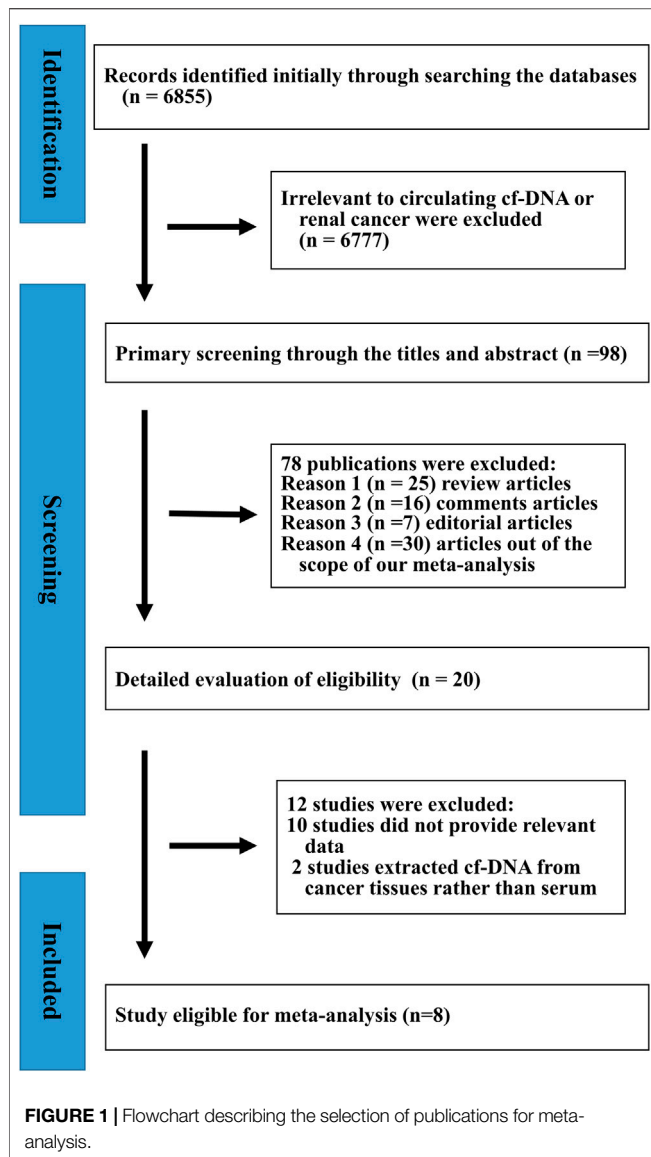 Identification
Records identified initially through searching the databases
(n = 6855)
Irrelevant to circulating cf-DNA or
renal cancer were excluded
(n = 6777)
Screening
Primary screening through the titles and abstract (n =98)
78 publications were excluded:
Reason 1 (n = 25) review articles
Reason 2 (n =16) comments articles
Reason 3 (n =7) editorial articles
Reason 4 (n =30) articles out of the
scope of our meta-analysis
Detailed evaluation of eligibility (n = 20)
12 studies were excluded:
10 studies did not provide relevant
data
2 studies extracted cf-DNA from
cancer tissues rather than serum
Included
Study eligible for meta-analysis (n=8)
FIGURE 1 | Flowchart describing the selection of publications for meta-
analysis.